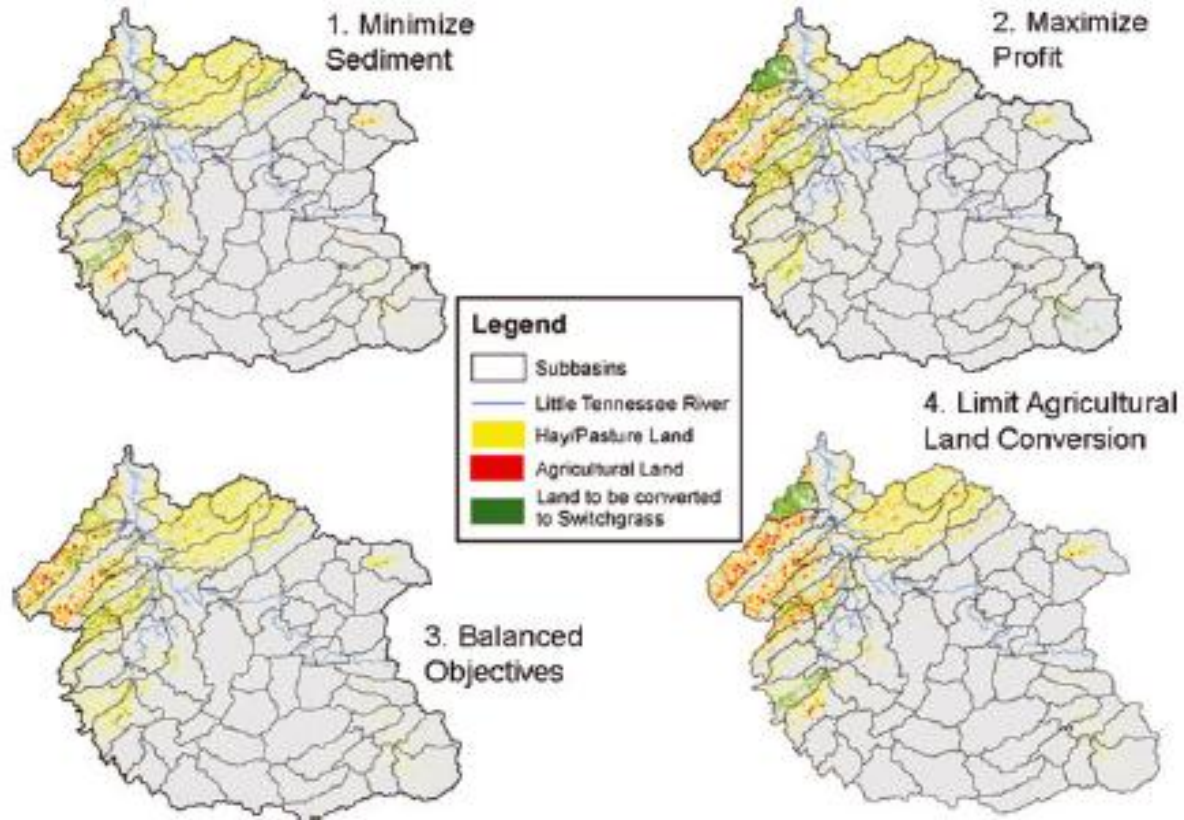 1. Minimize
Sediment
2. Maximize
Profit
Legend
Subbasins
Little Tennessee River
Hay/Pasture Land
Agricultural Land
Land to be converted
to Switchgrass
4. Limit Agricultural
Land Conversion
3. Balanced
Objectives